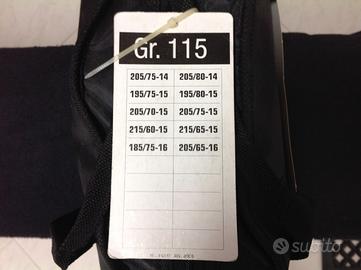 Gr. 115
205/75-14 205/80-14
195/75-15 195/80-15
205/70-15 205/75-15
215/60-15 215/65-15
185/75-16 205/65-16
subito